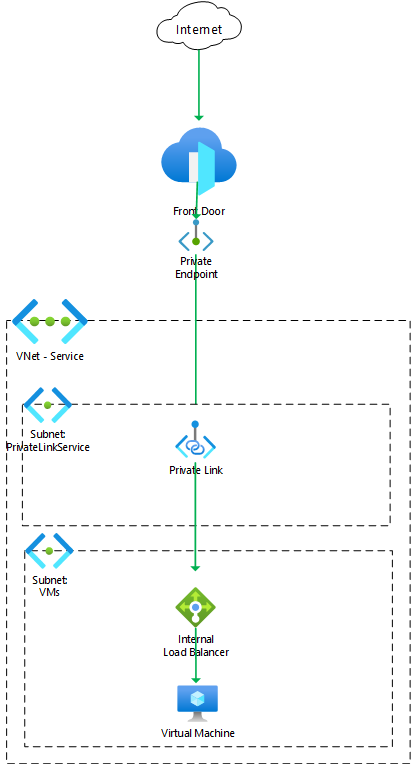 Internet
Front Door
Private
Endpoint
VNet - Service
Subnet:
PrivateLinkService
Private Link
Subnet:
VMs
Internal
Load Balancer
Virtual Machine